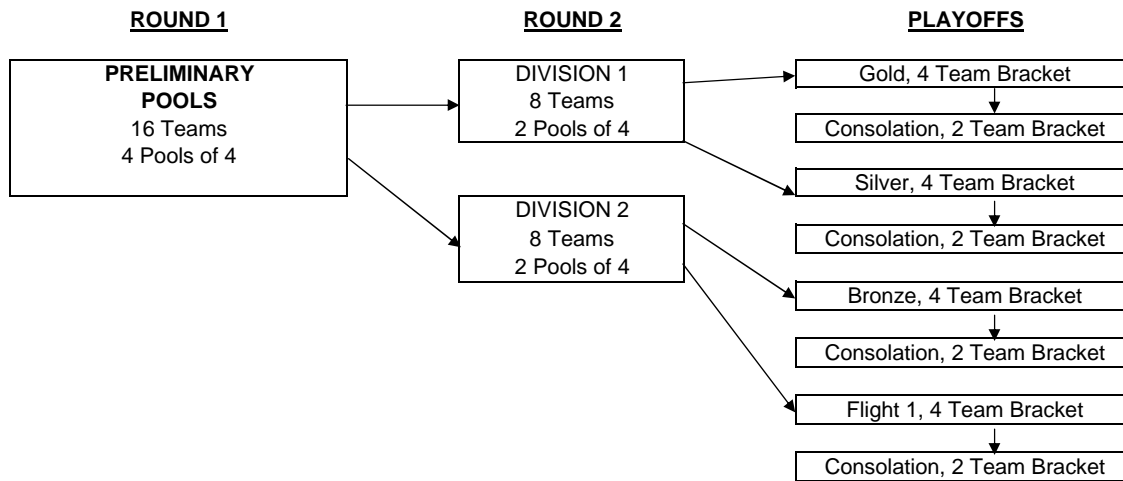 ROUND 1
PRELIMINARY
POOLS
16 Teams
4 Pools of 4
ROUND 2
DIVISION 1
8 Teams
2 Pools of 4
DIVISION 2
8 Teams
2 Pools of 4
PLAYOFFS
Gold, 4 Team Bracket
Consolation, 2 Team Bracket
Silver, 4 Team Bracket
Consolation, 2 Team Bracket
Bronze, 4 Team Bracket
Consolation, 2 Team Bracket
Flight 1, 4 Team Bracket
Consolation, 2 Team Bracket